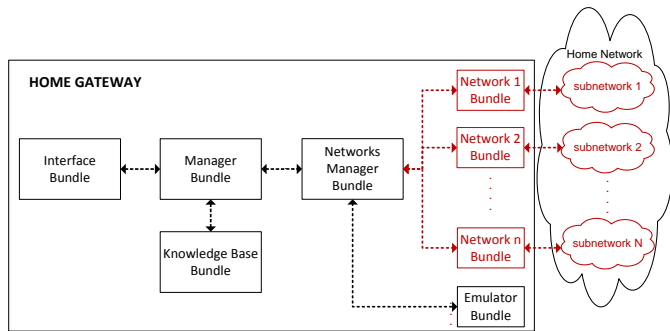 Home Network
HOME GATEWAY
Network 1
Bundle
subnetwork 1
Interface
Bundle
Manager
Bundle
Networks
Manager
Bundle
Network 2
Bundle
subnetwork 2
Knowledge Base
Bundle
Network n
Bundle
subnetwork N
Emulator
Bundle